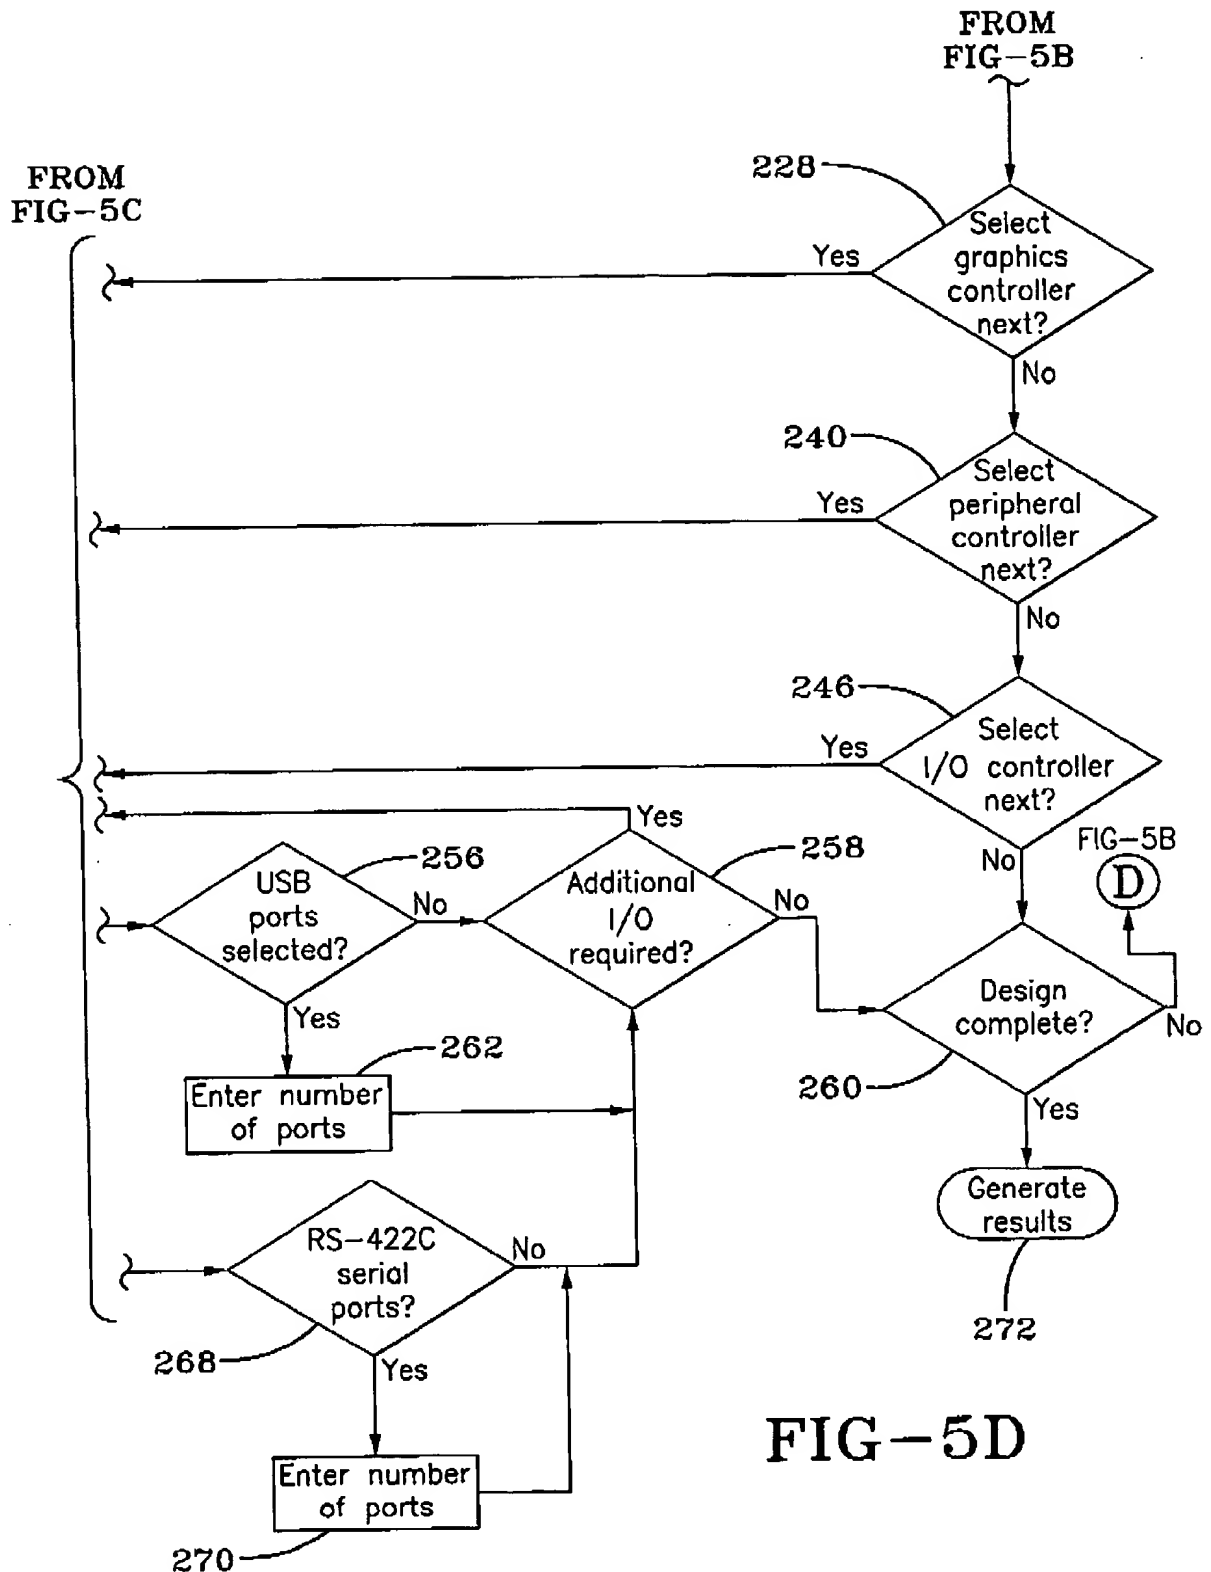 FROM
FIG-5B
FROM
FIG-5C
228
Select
graphics
controller
next?
Yes
No
240
Select
peripheral
controller
next?
Yes
No
246
Select
I/O controller
next?
Yes
No
FIG-5B
D
256
USB
ports
selected?
No
Yes
258
Additional
I/O
required?
Yes
No
Design
complete?
No
260
Yes
262
Enter number
of ports
Generate
results
272
RS-422C
serial
ports?
No
268
Yes
Enter number
of ports
270
FIG-5D